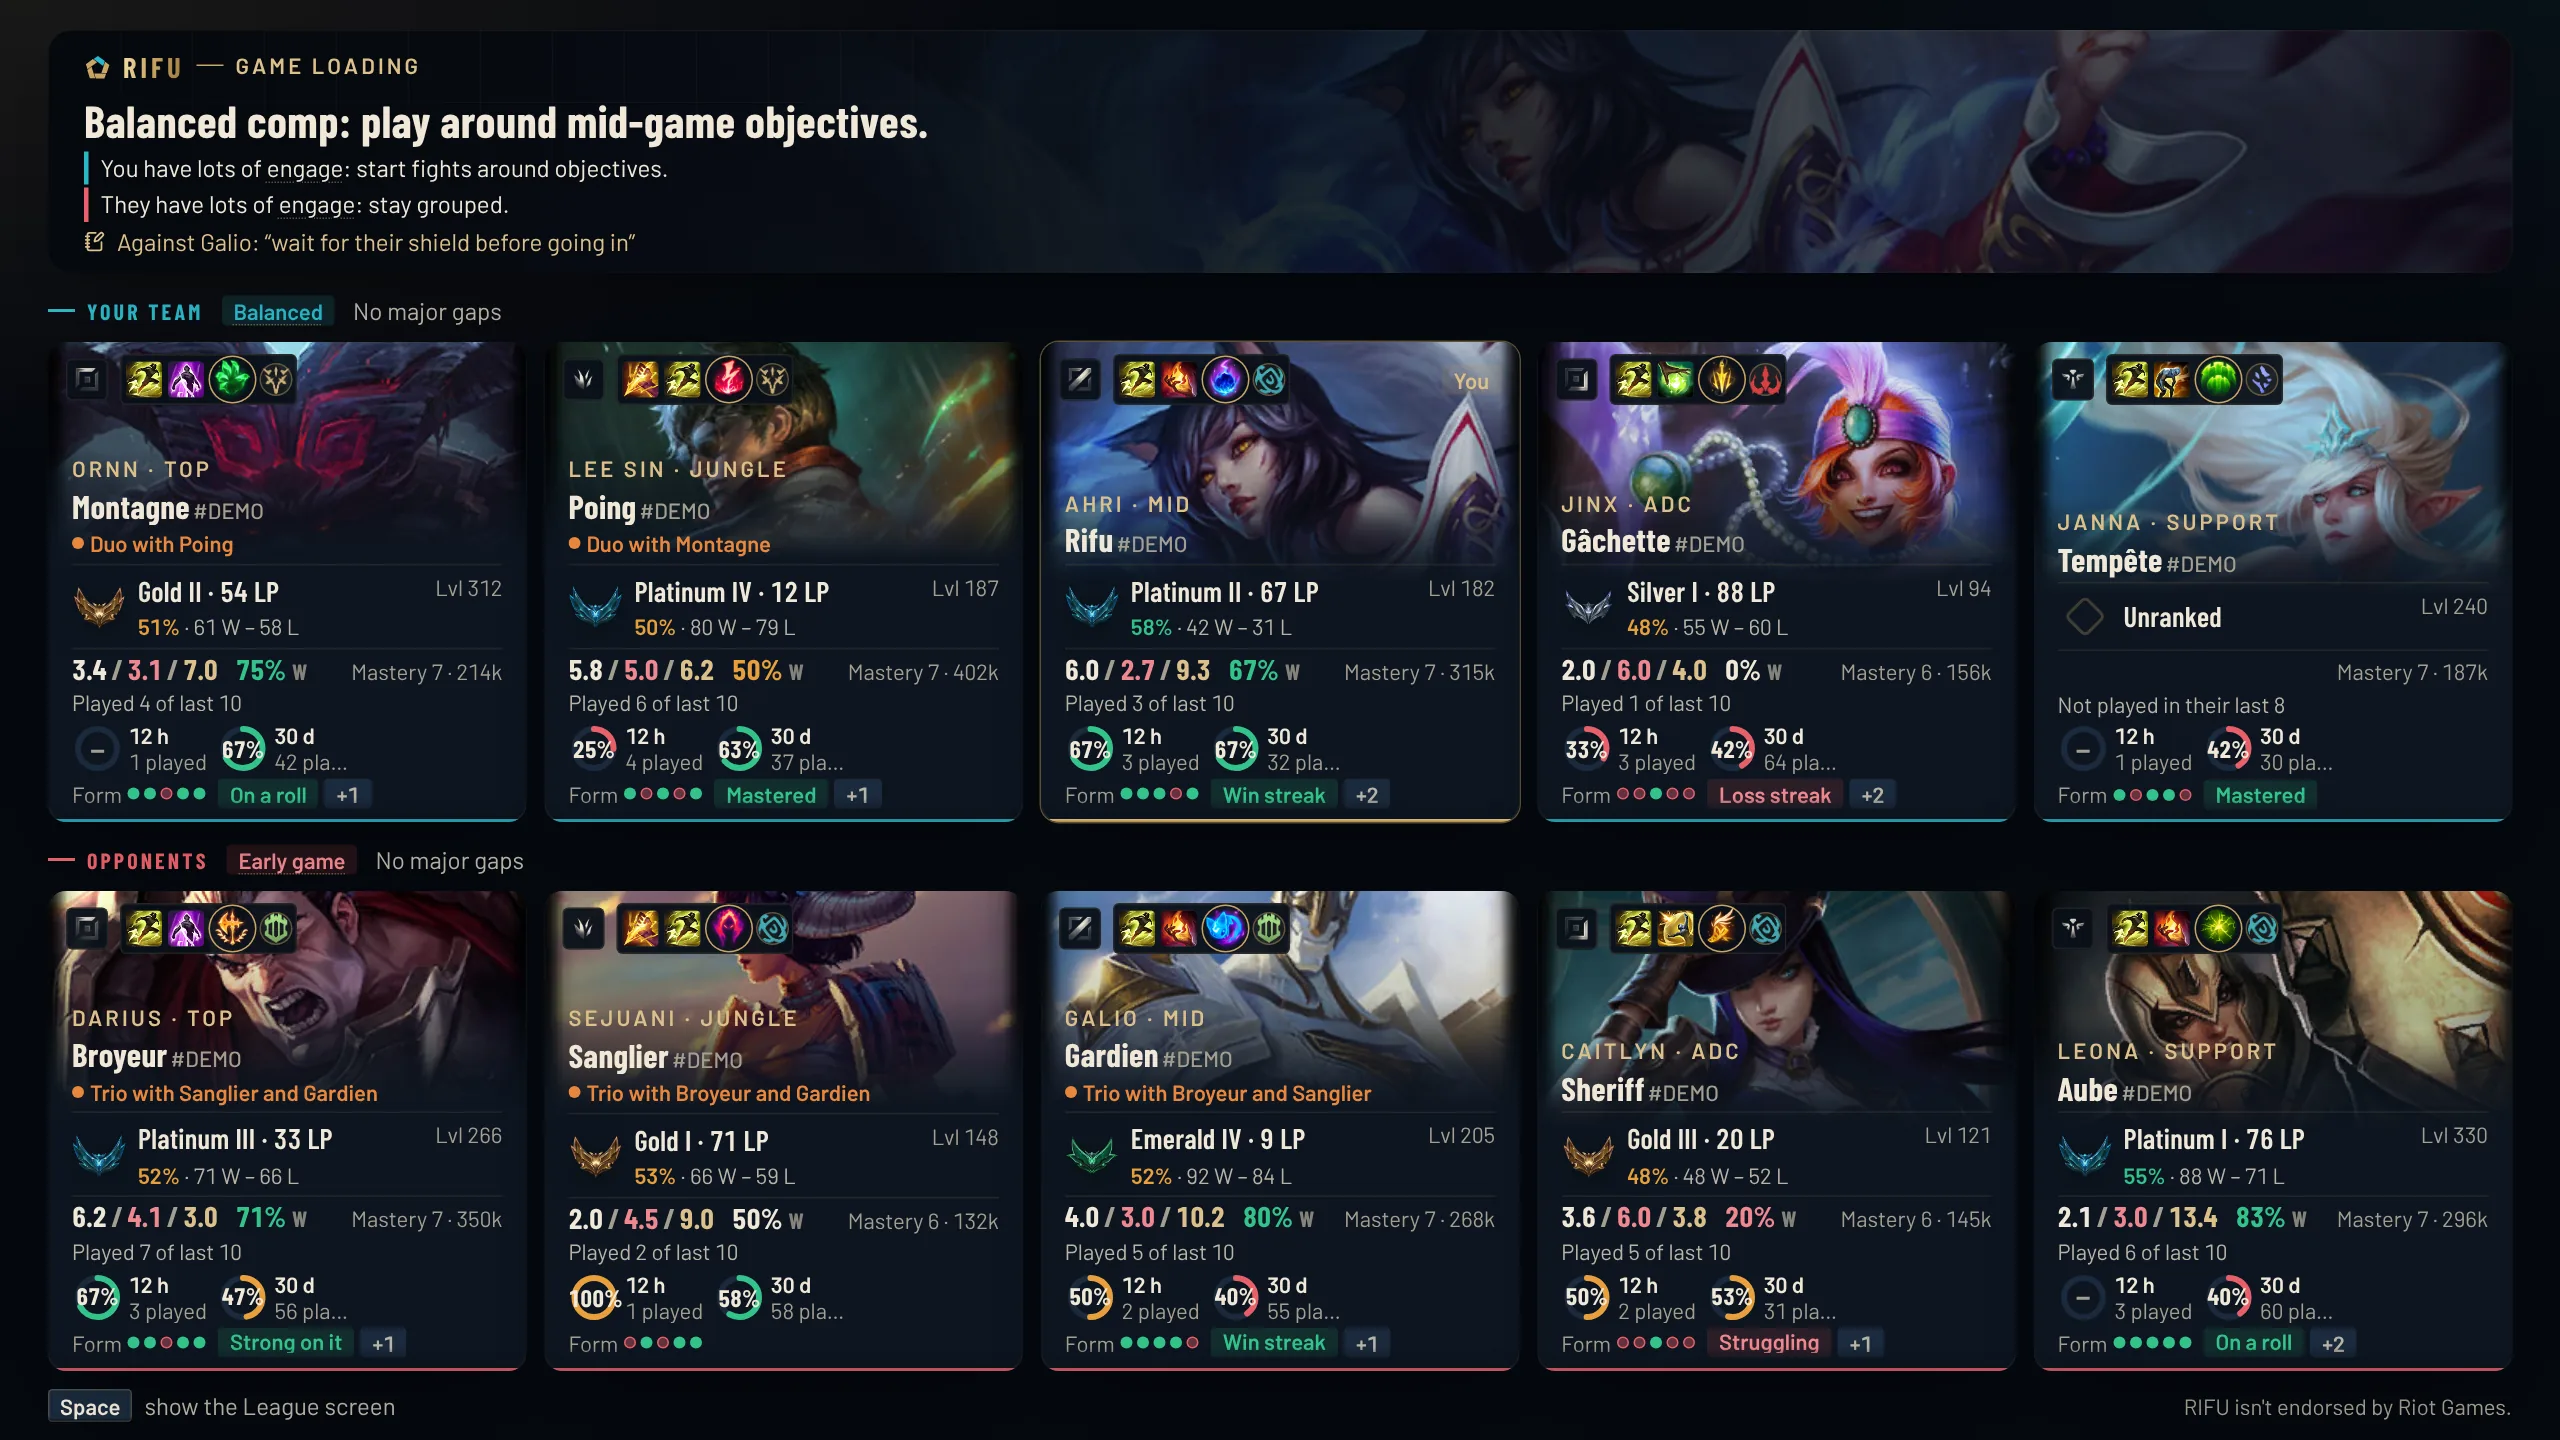 RIFU — GAME LOADING
Balanced comp: play around mid-game objectives.
You have lots of engage: start fights around objectives.
They have lots of engage: stay grouped.
Against Galio: “wait for their shield before going in”
YOUR TEAM Balanced No major gaps
ORNN · TOP
Montagne #DEMO
Duo with Poing
Gold II · 54 LP Lvl 312
51% · 61 W – 58 L
3.4 / 3.1 / 7.0 75% W Mastery 7 · 214k
Played 4 of last 10
– 12 h 67% 30 d
1 played 42 pla...
Form On a roll +1
LEE SIN · JUNGLE
Poing #DEMO
Duo with Montagne
Platinum IV · 12 LP Lvl 187
50% · 80 W – 79 L
5.8 / 5.0 / 6.2 50% W Mastery 7 · 402k
Played 6 of last 10
25% 12 h 63% 30 d
4 played 37 pla...
Form Mastered +1
You
AHRI · MID
Rifu #DEMO
Platinum II · 67 LP Lvl 182
58% · 42 W – 31 L
6.0 / 2.7 / 9.3 67% W Mastery 7 · 315k
Played 3 of last 10
67% 12 h 67% 30 d
3 played 32 pla...
Form Win streak +2
JINX · ADC
Gâchette #DEMO
Silver I · 88 LP Lvl 94
48% · 55 W – 60 L
2.0 / 6.0 / 4.0 0% W Mastery 6 · 156k
Played 1 of last 10
33% 12 h 42% 30 d
3 played 64 pla...
Form Loss streak +2
JANNA · SUPPORT
Tempête #DEMO
Unranked Lvl 240
Mastery 7 · 187k
Not played in their last 8
– 12 h 42% 30 d
1 played 30 pla...
Form Mastered
OPPONENTS Early game No major gaps
DARIUS · TOP
Broyeur #DEMO
Trio with Sanglier and Gardien
Platinum III · 33 LP Lvl 266
52% · 71 W – 66 L
6.2 / 4.1 / 3.0 71% W Mastery 7 · 350k
Played 7 of last 10
67% 12 h 47% 30 d
3 played 56 pla...
Form Strong on it +1
SEJUANI · JUNGLE
Sanglier #DEMO
Trio with Broyeur and Gardien
Gold I · 71 LP Lvl 148
53% · 66 W – 59 L
2.0 / 4.5 / 9.0 50% W Mastery 6 · 132k
Played 2 of last 10
100% 12 h 58% 30 d
1 played 58 pla...
Form
GALIO · MID
Gardien #DEMO
Trio with Broyeur and Sanglier
Emerald IV · 9 LP Lvl 205
52% · 92 W – 84 L
4.0 / 3.0 / 10.2 80% W Mastery 7 · 268k
Played 5 of last 10
50% 12 h 40% 30 d
2 played 55 pla...
Form Win streak +1
CAITLYN · ADC
Sheriff #DEMO
Gold III · 20 LP Lvl 121
48% · 48 W – 52 L
3.6 / 6.0 / 3.8 20% W Mastery 6 · 145k
Played 5 of last 10
50% 12 h 53% 30 d
2 played 31 pla...
Form Struggling +1
LEONA · SUPPORT
Aube #DEMO
Platinum I · 76 LP Lvl 330
55% · 88 W – 71 L
2.1 / 3.0 / 13.4 83% W Mastery 7 · 296k
Played 6 of last 10
– 12 h 40% 30 d
3 played 60 pla...
Form On a roll +2
Space show the League screen
RIFU isn't endorsed by Riot Games.